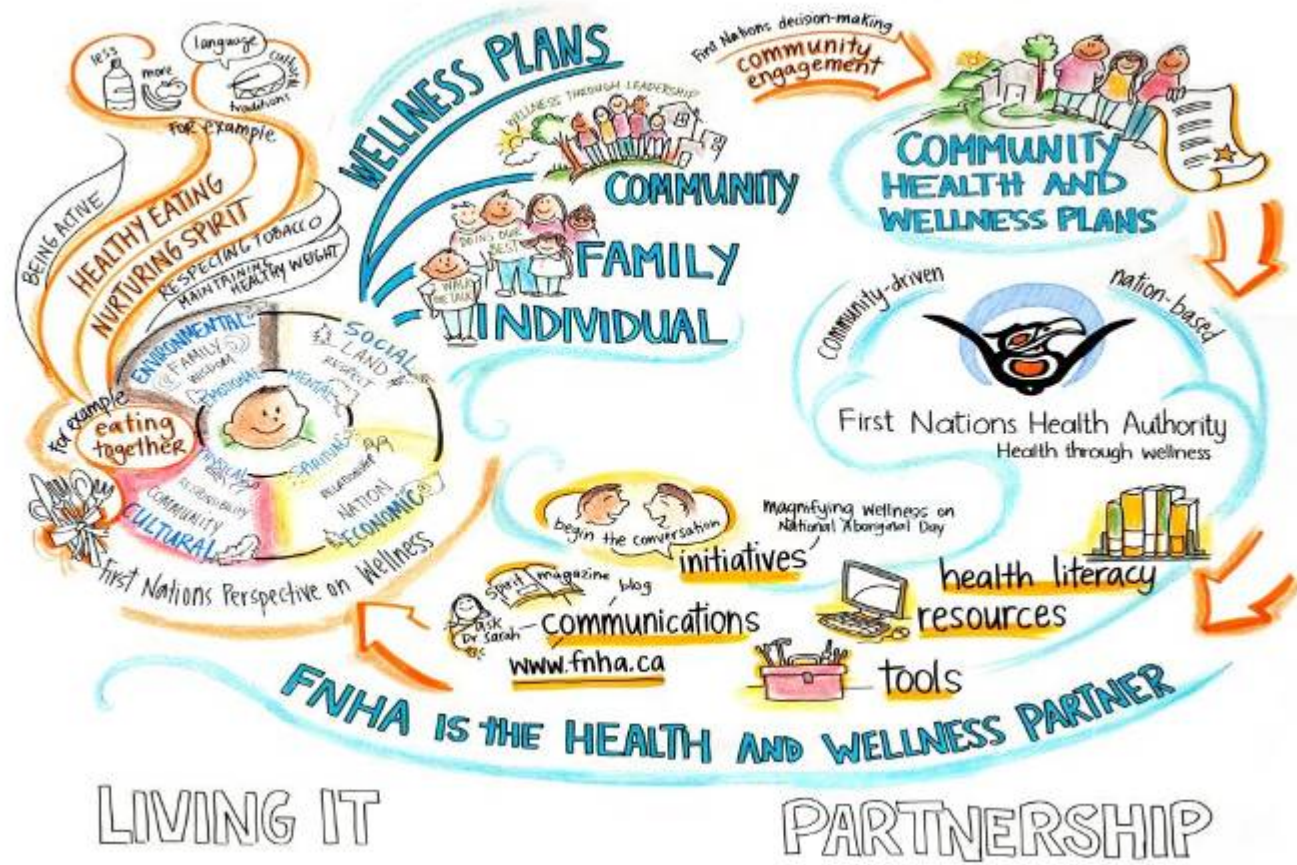 less
more
language
culture
traditions
for example
BEING ACTIVE
HEALTHY EATING
NURTURING SPIRIT
RESPECTING TOBACCO
MAINTAINING
HEALTHY WEIGHT
WELLNESS PLANS
WELLNESS THROUGH LEADERSHIP
COMMUNITY
DOING OUR
BEST
FAMILY
WALK
THE TALK
INDIVIDUAL
First Nations decision-making
community
engagement
COMMUNITY
HEALTH AND
WELLNESS PLANS
community-driven
nation-based
First Nations Health Authority
Health through wellness
ENVIRONMENTAL
FAMILY
WISDOM
SOCIAL
LAND
RESPECT
EMOTIONAL
MENTAL
for example
eating
together
PHYSICAL
SPIRITUAL
RESPONSIBILITY
COMMUNITY
CULTURAL
RELATIONSHIP
NATION
ECONOMIC
First Nations Perspective on Wellness
begin the conversation
initiatives
magnifying wellness on
National Aboriginal Day
Spirit magazine
blog
ask
Dr Sarah
communications
www.fnha.ca
health literacy
resources
tools
FNHA IS THE HEALTH AND WELLNESS PARTNER
LIVING IT
PARTNERSHIP